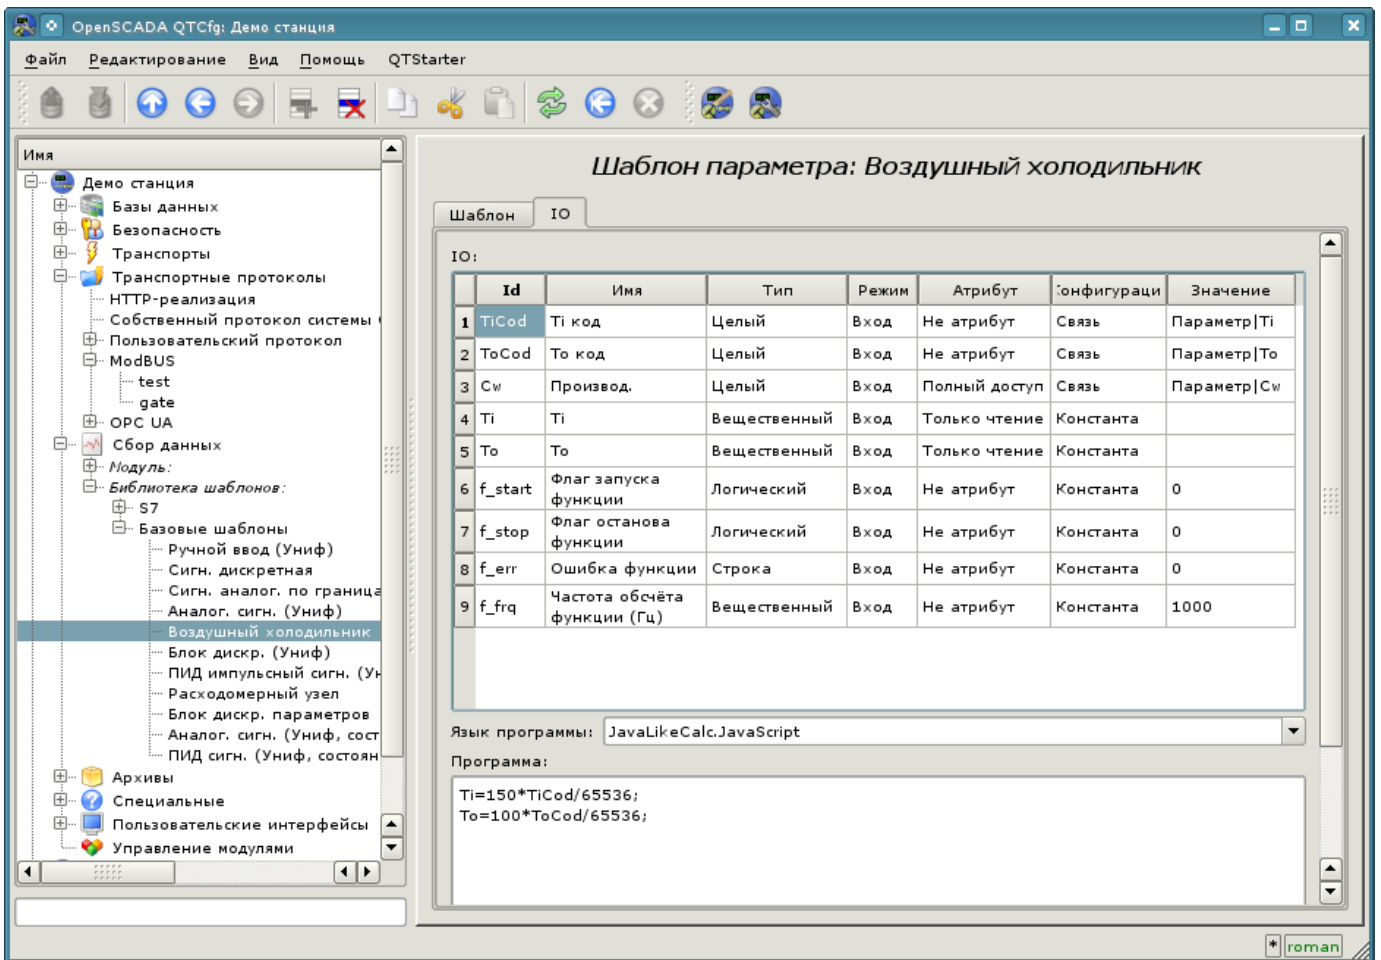 OpenSCADA QTCfg: Демо станция
Файл Редактирование Вид Помощь QTStarter
Имя
Демо станция
Базы данных
Безопасность
Транспорты
Транспортные протоколы
HTTP-реализация
Собственный протокол системы
Пользовательский протокол
ModBUS
test
gate
OPC UA
Сбор данных
Модуль:
Библиотека шаблонов:
S7
Базовые шаблоны
Ручной ввод (Униф)
Сигн. дискретная
Сигн. аналог. по граница
Аналог. сигн. (Униф)
Воздушный холодильник
Блок дискр. (Униф)
ПИД импульсный сигн. (Ун
Расходомерный узел
Блок дискр. параметров
Аналог. сигн. (Униф, сост
ПИД сигн. (Униф, состоян
Архивы
Специальные
Пользовательские интерфейсы
Управление модулями
Шаблон параметра: Воздушный холодильник
Шаблон IO
IO:
Id Имя Тип Режим Атрибут Конфигураци Значение
1 TiCod Ti код Целый Вход Не атрибут Связь Параметр|Ti
2 ToCod To код Целый Вход Не атрибут Связь Параметр|To
3 Cw Производ. Целый Вход Полный доступ Связь Параметр|Cw
4 Ti Ti Вещественный Вход Только чтение Константа
5 To To Вещественный Вход Только чтение Константа
6 f_start Флаг запуска функции Логический Вход Не атрибут Константа 0
7 f_stop Флаг останова функции Логический Вход Не атрибут Константа 0
8 f_err Ошибка функции Строка Вход Не атрибут Константа 0
9 f_frq Частота обсчёта функции (Гц) Вещественный Вход Не атрибут Константа 1000
Язык программы: JavaLikeCalc.JavaScript
Программа:
Ti=150*TiCod/65536;
To=100*ToCod/65536;
* roman